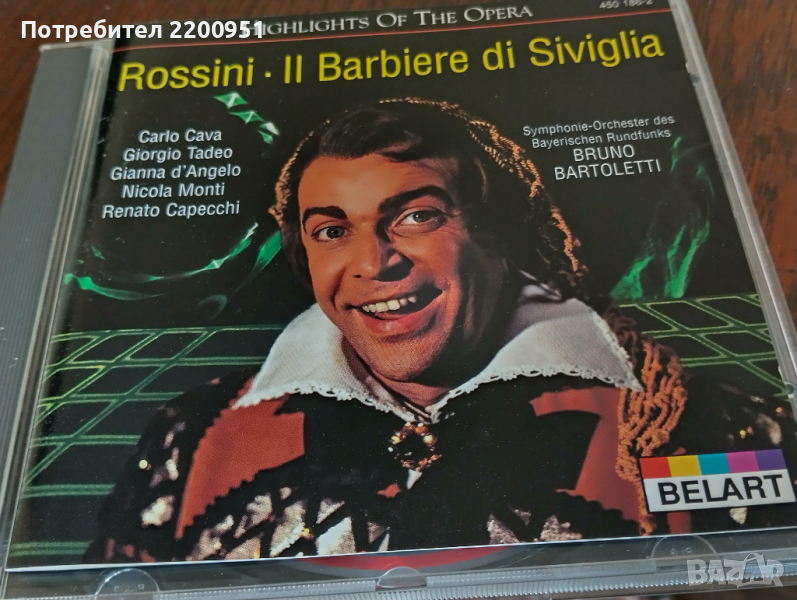 Потребител 2200951
HIGHLIGHTS OF THE OPERA
450 186-2
Rossini · Il Barbiere di Siviglia
Carlo Cava
Giorgio Tadeo
Gianna d'Angelo
Nicola Monti
Renato Capecchi
Symphonie-Orchester des
Bayerischen Rundfunks
BRUNO
BARTOLETTI
BELART
BAZAR